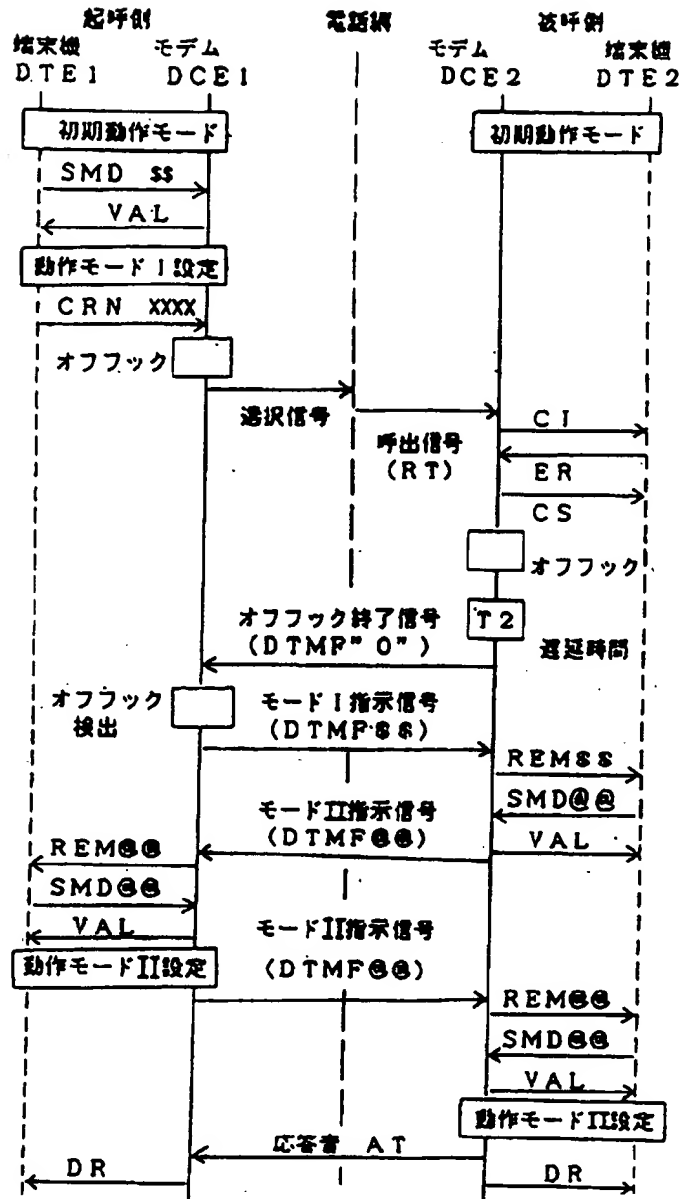 起呼側 電話網 被呼側
端末機 モデム モデム 端末機
DTE1 DCE1 DCE2 DTE2
初期動作モード 初期動作モード
SMD $$
VAL
動作モードI設定
CRN XXXX
オフフック
選択信号
呼出信号
(RT)
CI
ER
CS
オフフック
オフフック終了信号 T2
(DTMF"0") 遅延時間
オフフック モードI指示信号
検出 (DTMF$$)
REM$$
モードII指示信号 SMD@@
(DTMF@@) VAL
REM@@
SMD@@
VAL モードII指示信号
動作モードII設定 (DTMF@@)
REM@@
SMD@@
VAL
動作モードII設定
応答音 AT
DR DR